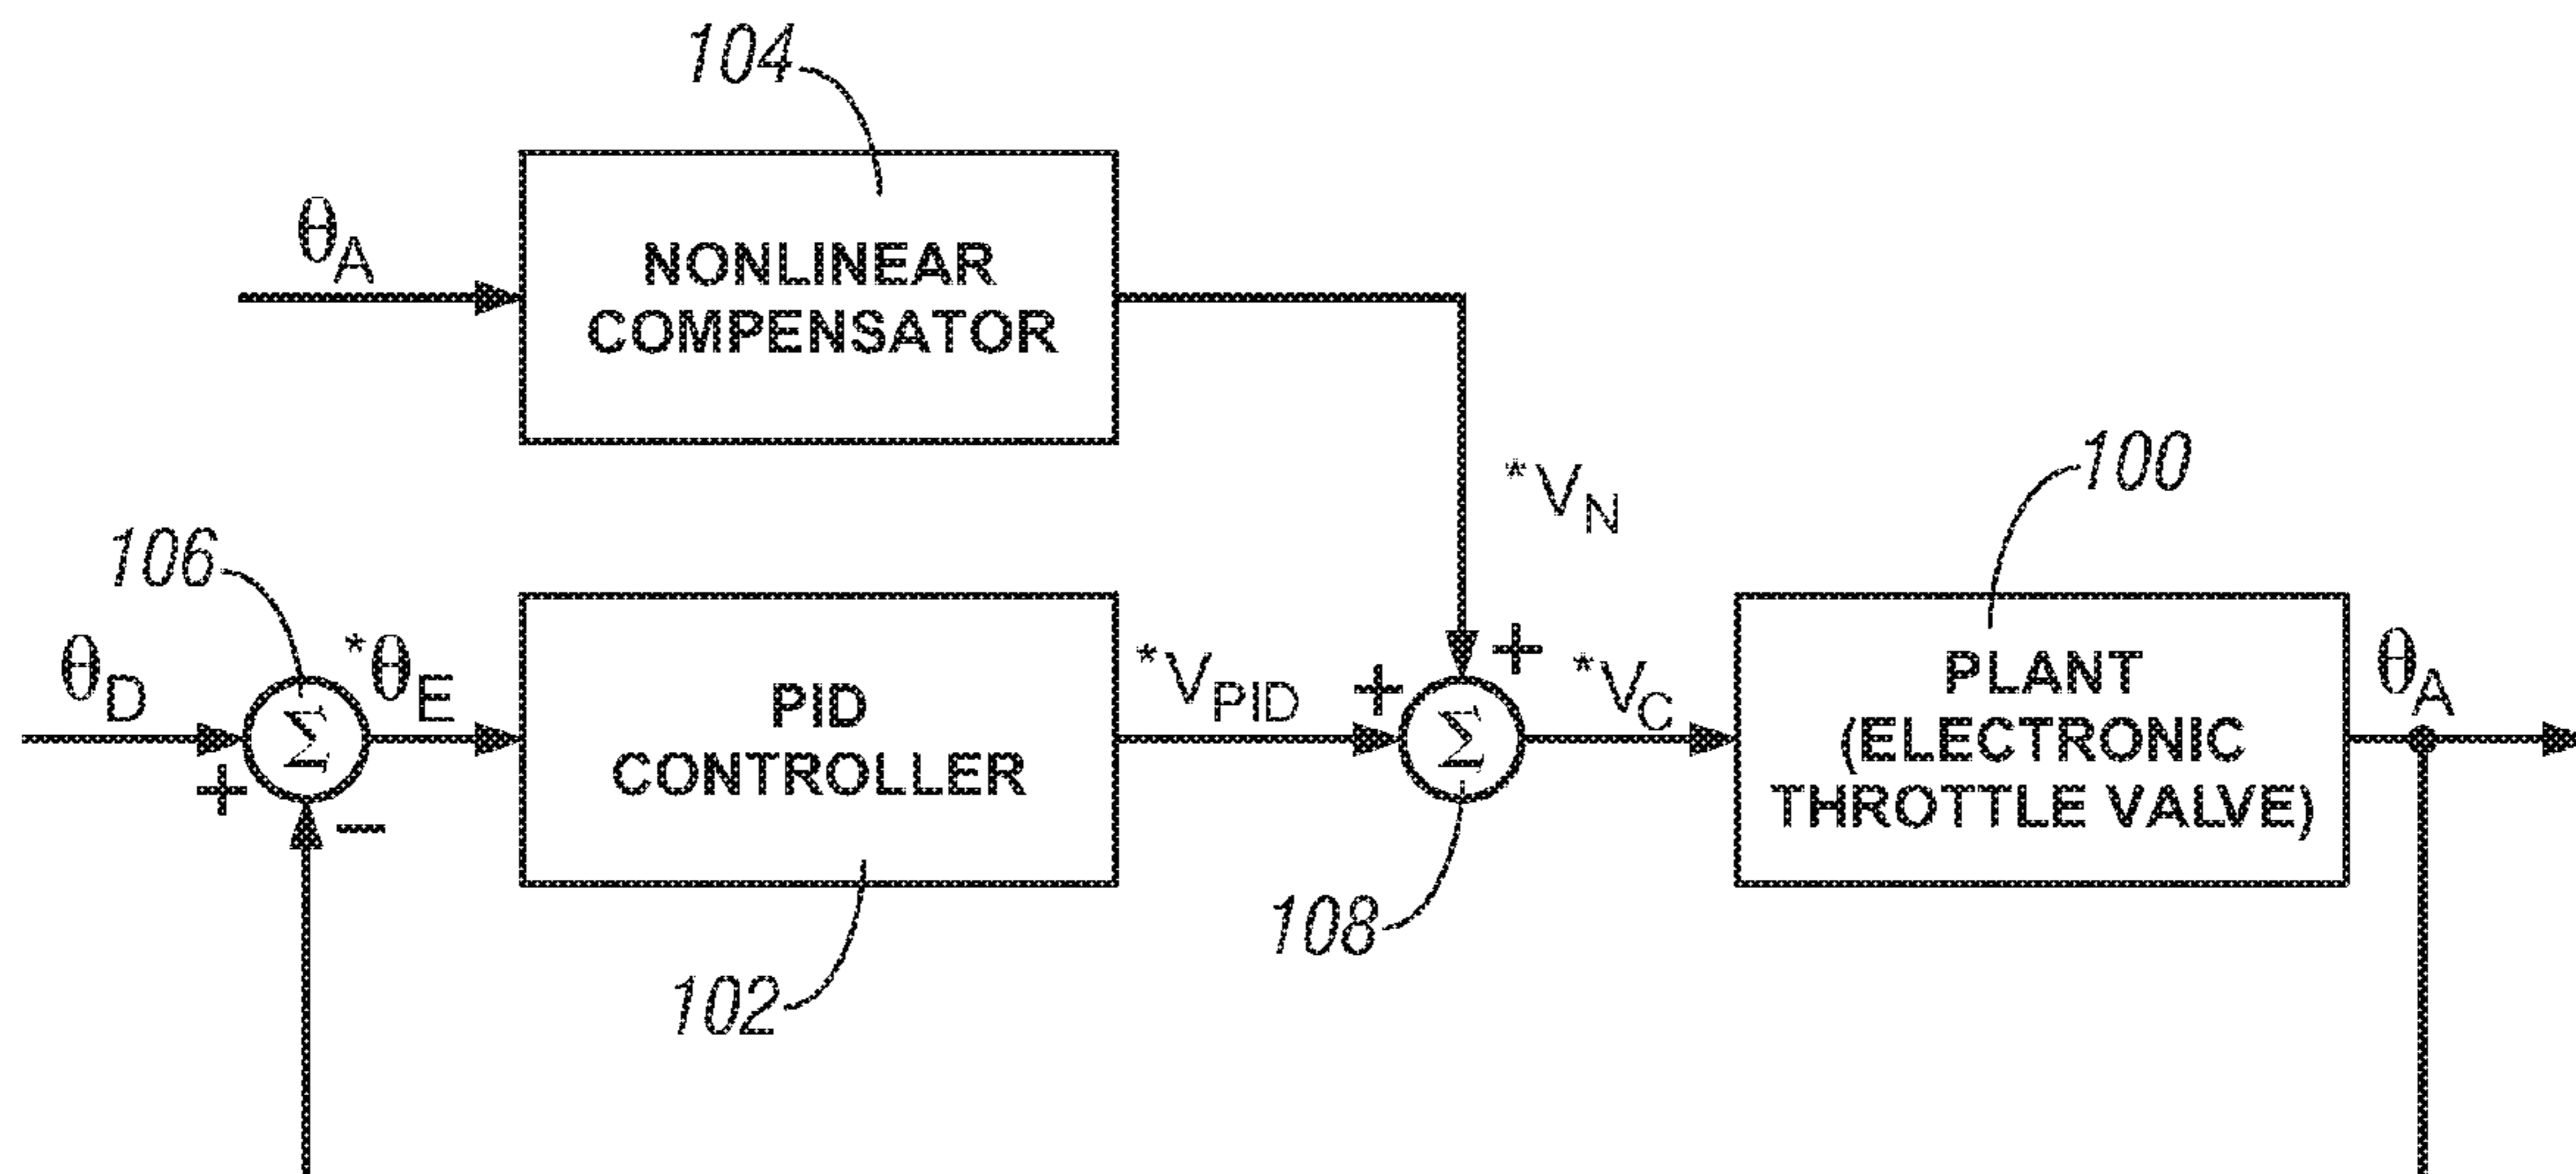 104
θA
NONLINEAR
COMPENSATOR
*VN
100
106
θD
*θE
PID
CONTROLLER
*VPID
+
+
*VC
PLANT
(ELECTRONIC
THROTTLE VALVE)
θA
Σ
Σ
+
−
108
102